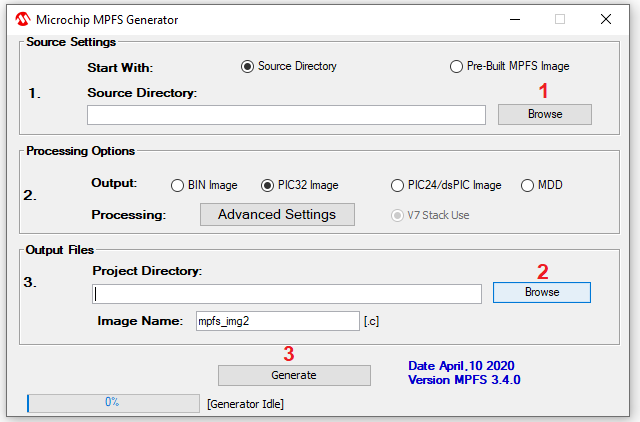 Microchip MPFS Generator
Source Settings
Start With: Source Directory Pre-Built MPFS Image
1. Source Directory: 1
Browse
Processing Options
2. Output: BIN Image PIC32 Image PIC24/dsPIC Image MDD
Processing: Advanced Settings V7 Stack Use
Output Files
3. Project Directory: 2
Browse
Image Name: mpfs_img2 [.c]
3
Generate
Date April,10 2020
Version MPFS 3.4.0
0% [Generator Idle]